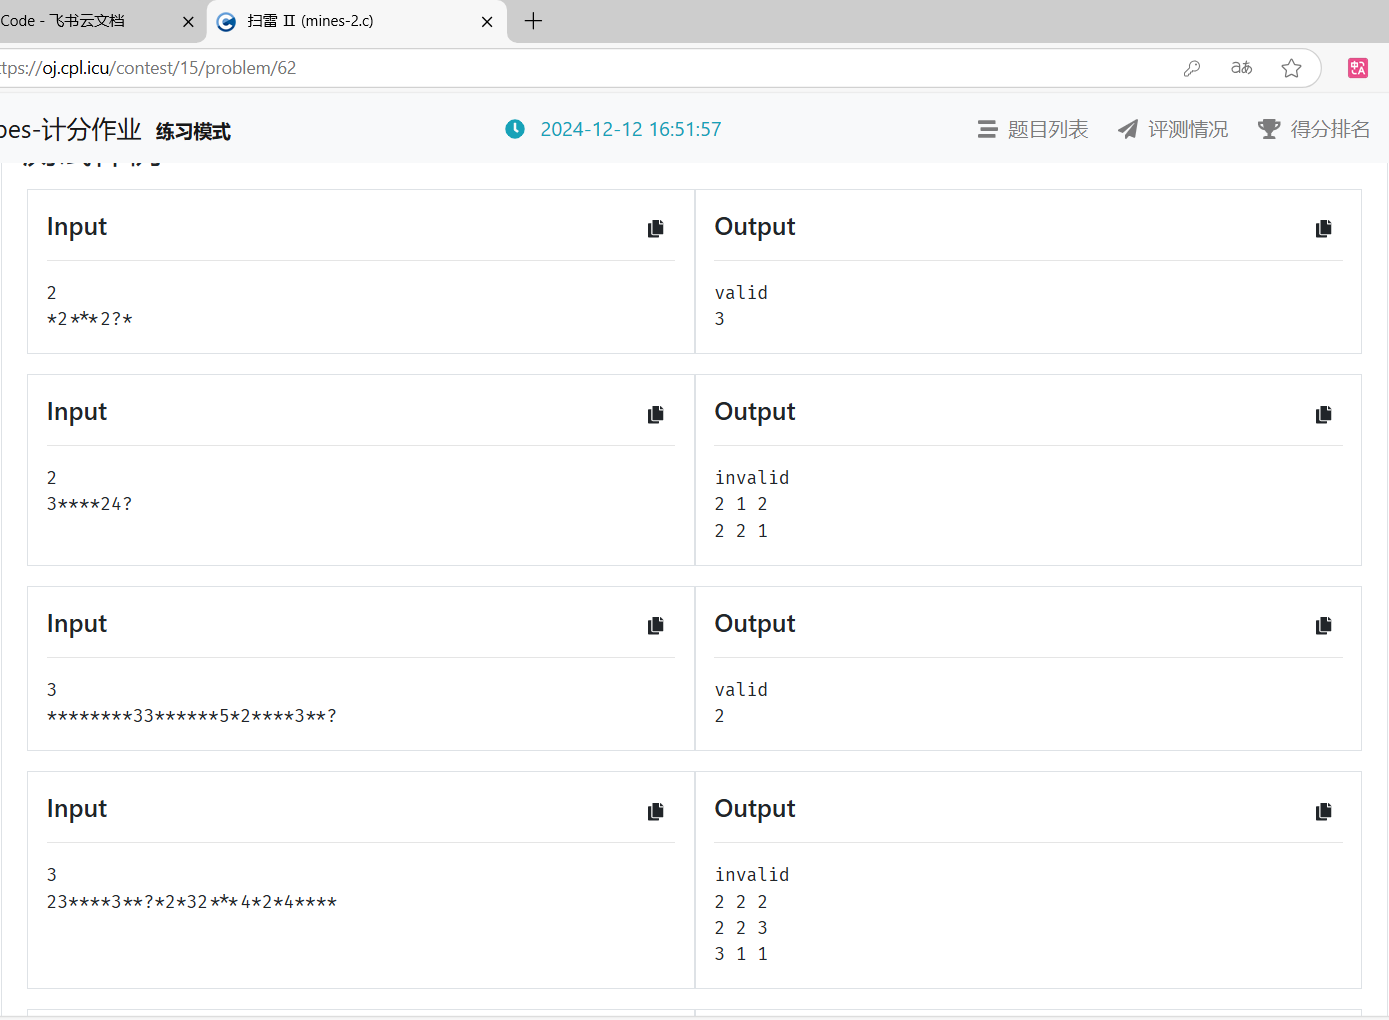 Code - 飞书云文档
扫雷 II (mines-2.c)
ttps://oj.cpl.icu/contest/15/problem/62
pes-计分作业 练习模式
2024-12-12 16:51:57
题目列表
评测情况
得分排名
Input
Output
2
*2***2?*
valid
3
Input
Output
2
3****24?
invalid
2 1 2
2 2 1
Input
Output
3
********33******5*2****3**?
valid
2
Input
Output
3
23****3**?*2*32***4*2*4****
invalid
2 2 2
2 2 3
3 1 1